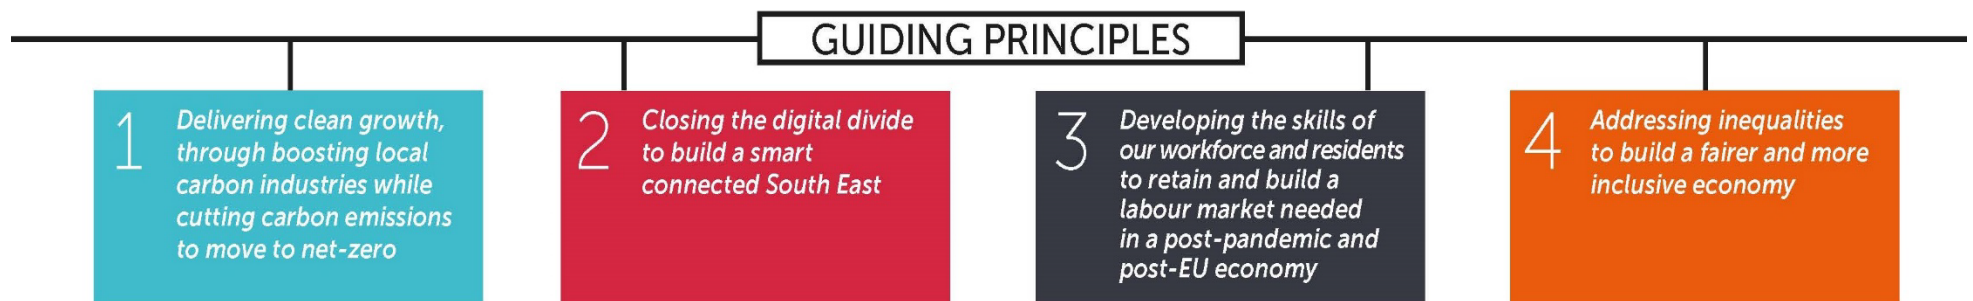 GUIDING PRINCIPLES
1
Delivering clean growth,
through boosting local
carbon industries while
cutting carbon emissions
to move to net-zero
2
Closing the digital divide
to build a smart
connected South East
3
Developing the skills of
our workforce and residents
to retain and build a
labour market needed
in a post-pandemic and
post-EU economy
4
Addressing inequalities
to build a fairer and more
inclusive economy